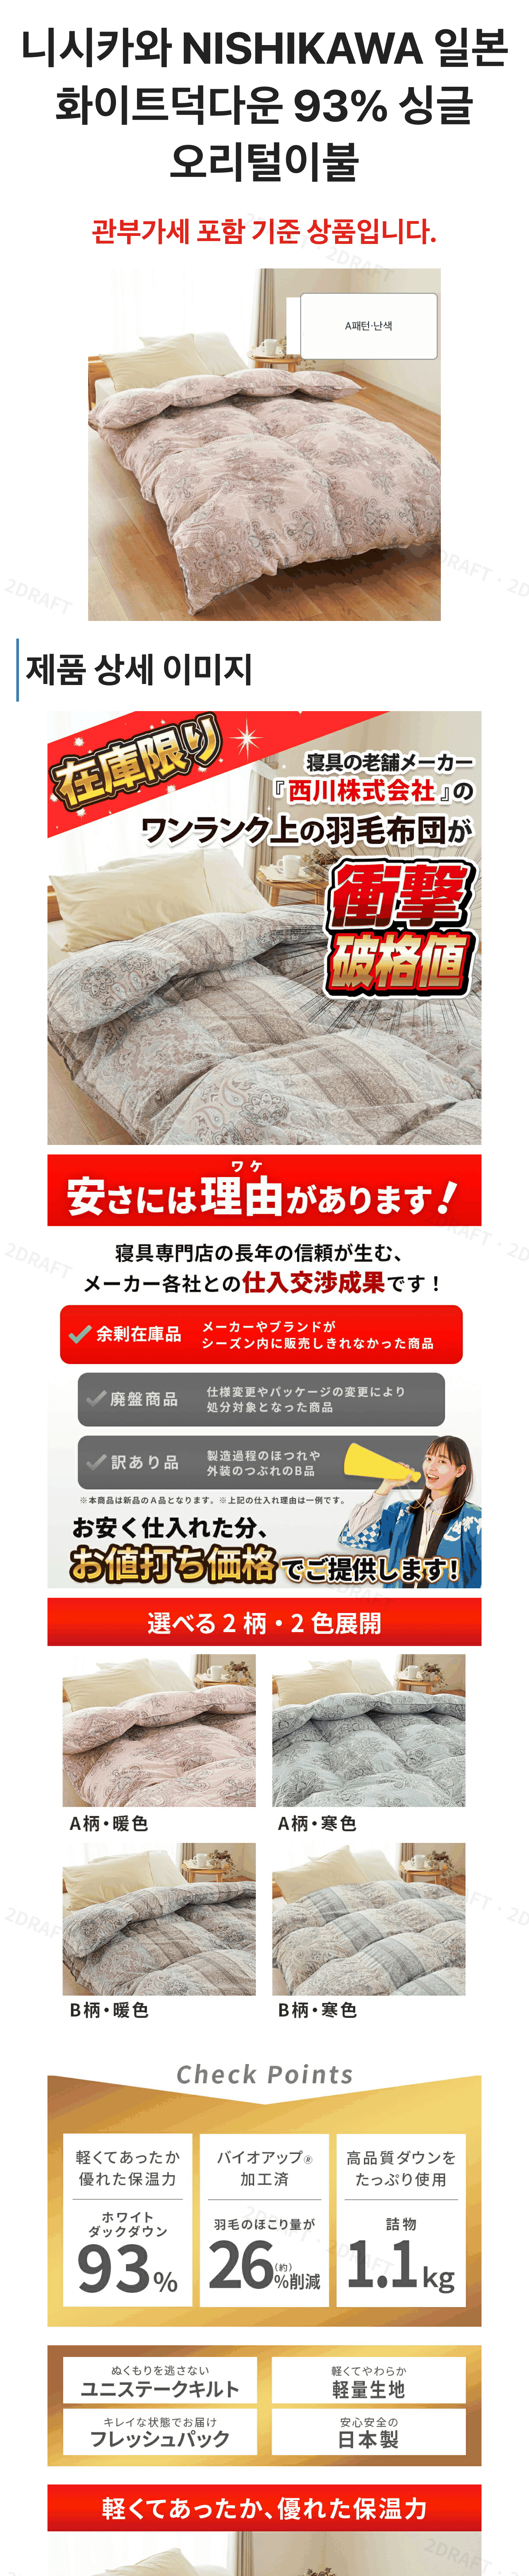 니시카와 NISHIKAWA 일본
화이트덕다운 93% 싱글
오리털이불
관부가세 포함 기준 상품입니다.
A패턴·난색
제품 상세 이미지
在庫限り
寝具の老舗メーカー
『西川株式会社』の
ワンランク上の羽毛布団が
衝撃
破格値
ワケ
安さには理由があります!
寝具専門店の長年の信頼が生む、
メーカー各社との仕入交渉成果です！
余剰在庫品
メーカーやブランドが
シーズン内に販売しきれなかった商品
廃盤商品
仕様変更やパッケージの変更により
処分対象となった商品
訳あり品
製造過程のほつれや
外装のつぶれのB品
※本商品は新品のA品となります。※上記の仕入れ理由は一例です。
お安く仕入れた分、
お値打ち価格でご提供します!
選べる2柄・2色展開
A柄・暖色
A柄・寒色
B柄・暖色
B柄・寒色
Check Points
軽くてあったか
優れた保温力
ホワイト
ダックダウン
93%
バイオアップ®
加工済
羽毛のほこり量が
26(約)%削減
高品質ダウンを
たっぷり使用
詰物
1.1kg
ぬくもりを逃さない
ユニステークキルト
軽くてやわらか
軽量生地
キレイな状態でお届け
フレッシュパック
安心安全の
日本製
軽くてあったか、優れた保温力
2DRAFT · 2DRAFT